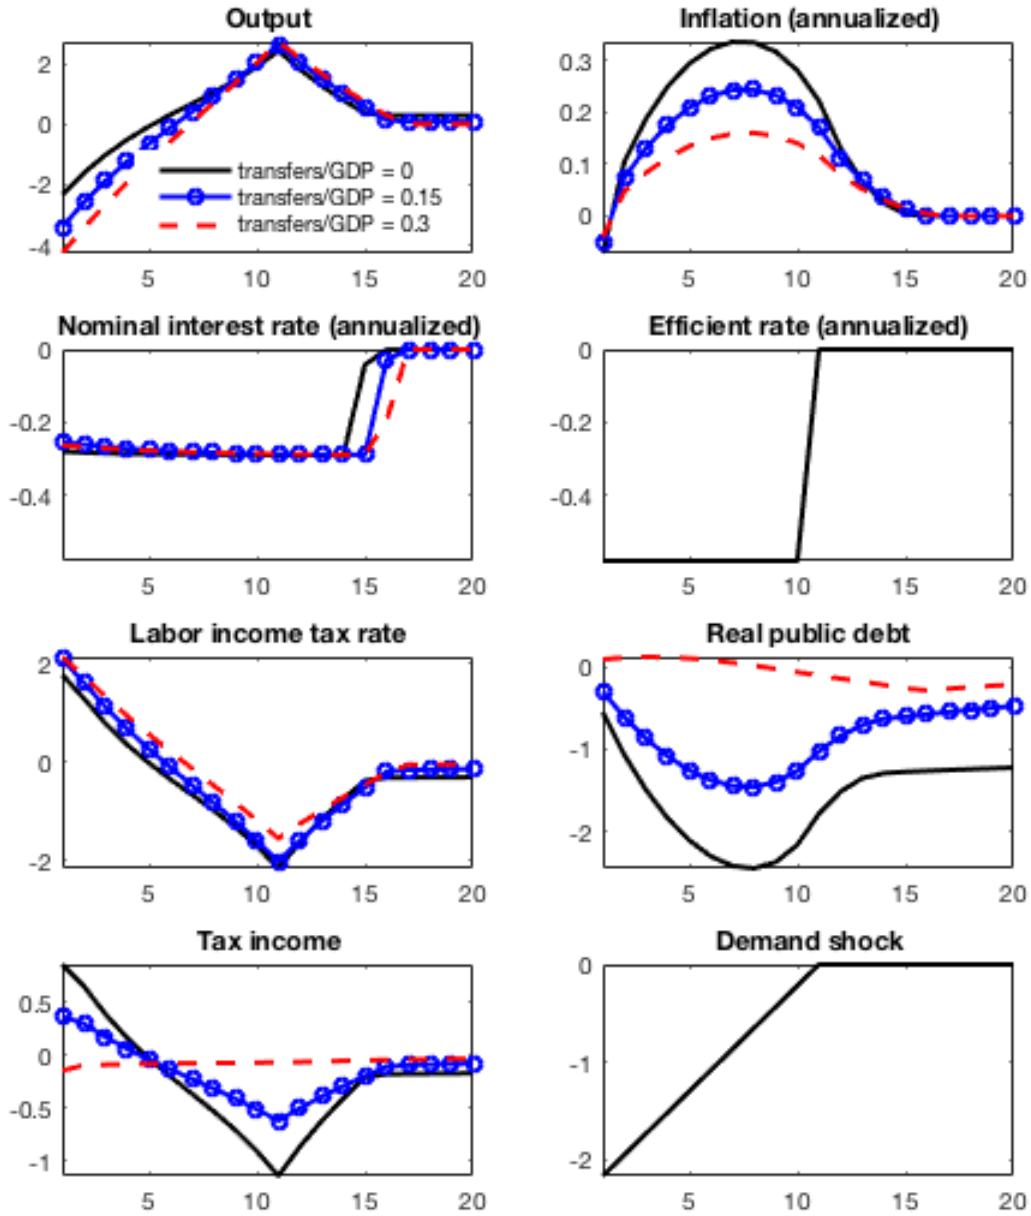 Output
2
0
-2
-4
transfers/GDP = 0
transfers/GDP = 0.15
transfers/GDP = 0.3
5 10 15 20
Inflation (annualized)
0.3
0.2
0.1
0
5 10 15 20
Nominal interest rate (annualized)
0
-0.2
-0.4
5 10 15 20
Efficient rate (annualized)
0
-0.2
-0.4
5 10 15 20
Labor income tax rate
2
1
0
-1
-2
5 10 15 20
Real public debt
0
-1
-2
5 10 15 20
Tax income
0.5
0
-0.5
-1
5 10 15 20
Demand shock
0
-1
-2
5 10 15 20